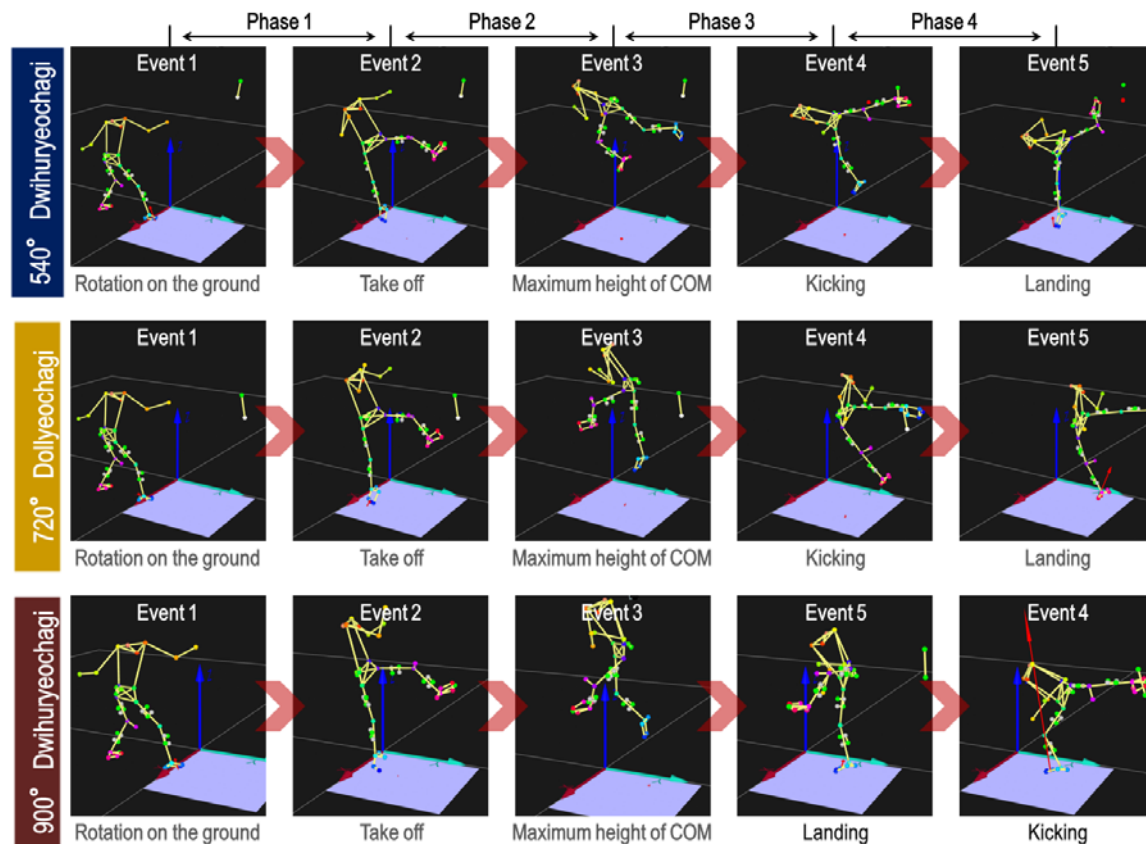 Phase 1 Phase 2 Phase 3 Phase 4
540° Dwihuryeochagi
Event 1 Event 2 Event 3 Event 4 Event 5
Rotation on the ground Take off Maximum height of COM Kicking Landing
720° Dollyeochagi
Event 1 Event 2 Event 3 Event 4 Event 5
Rotation on the ground Take off Maximum height of COM Kicking Landing
900° Dwihuryeochagi
Event 1 Event 2 Event 3 Event 5 Event 4
Rotation on the ground Take off Maximum height of COM Landing Kicking